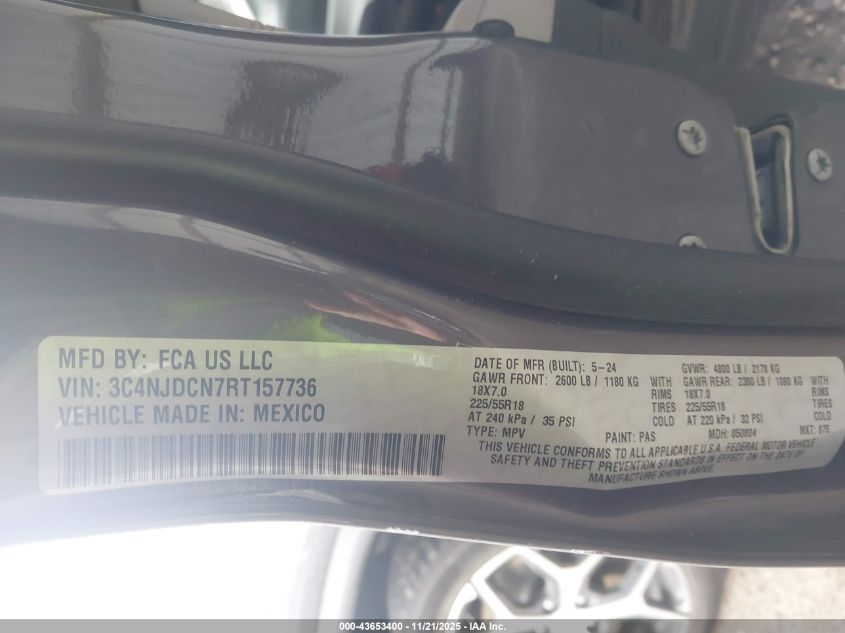 MFD BY: FCA US LLC
VIN: 3C4NJDCN7RT157736
VEHICLE MADE IN: MEXICO
DATE OF MFR (BUILT): 5-24 GVWR: 4800 LB / 2178 KG
GAWR FRONT: 2600 LB / 1180 KG WITH GAWR REAR: 2380 LB / 1080 KG WITH
18X7.0 RIMS 18X7.0 RIMS
225/55R18 TIRES 225/55R18 TIRES
AT 240 kPa / 35 PSI COLD AT 220 kPa / 32 PSI COLD
TYPE: MPV PAINT: PAS MDH: 050804 MKT: 875
THIS VEHICLE CONFORMS TO ALL APPLICABLE U.S.A. FEDERAL MOTOR VEHICLE
SAFETY AND THEFT PREVENTION STANDARDS IN EFFECT ON THE DATE OF
MANUFACTURE SHOWN ABOVE
000-43653400 - 11/21/2025 - IAA Inc.